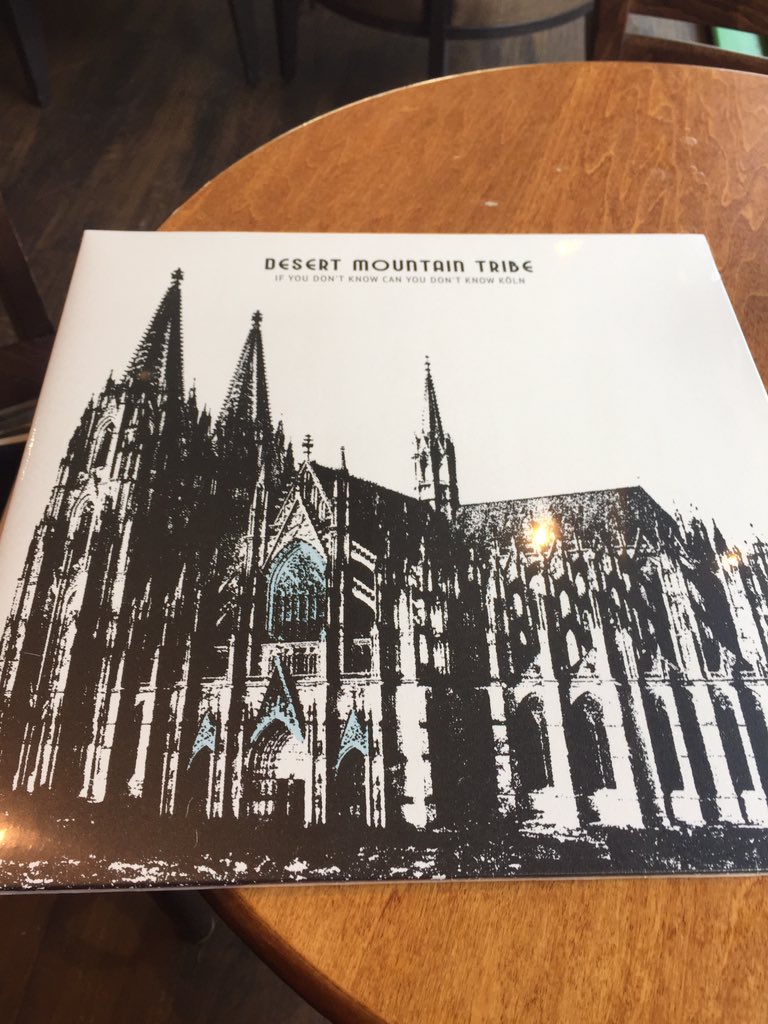 DESERT MOUNTAIN TRIBE
IF YOU DON'T KNOW CAN YOU DON'T KNOW KÖLN